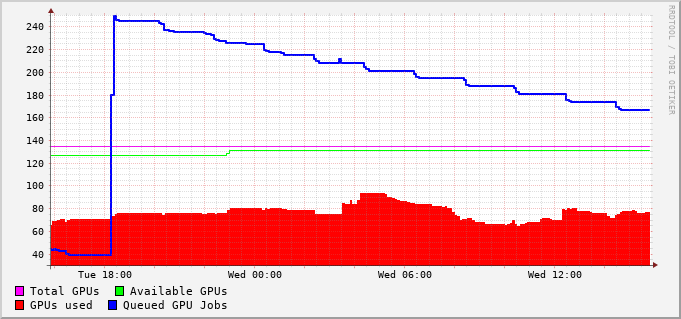 RRDTOOL / TOBI OETIKER
240
220
200
180
160
140
120
100
80
60
40
Tue 18:00 Wed 00:00 Wed 06:00 Wed 12:00
Total GPUs Available GPUs
GPUs used Queued GPU Jobs